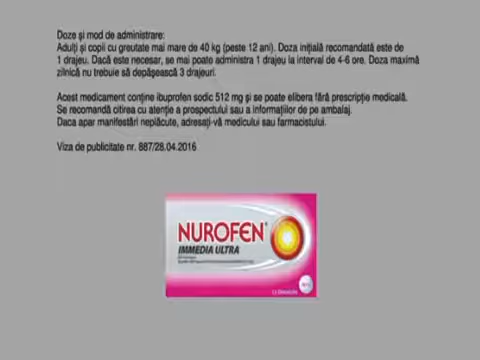 Doze și mod de administrare:
Adulți și copii cu greutate mai mare de 40 kg (peste 12 ani). Doza inițială recomandată este de
1 drajeu. Dacă este necesar, se mai poate administra 1 drajeu la interval de 4-6 ore. Doza maximă
zilnică nu trebuie să depășească 3 drajeuri.
Acest medicament conține ibuprofen sodic 512 mg și se poate elibera fără prescripție medicală.
Se recomandă citirea cu atenție a prospectului sau a informațiilor de pe ambalaj.
Daca apar manifestări neplăcute, adresați-vă medicului sau farmacistului.
Viza de publicitate nr. 887/28.04.2016
NUROFEN
IMMEDIA ULTRA